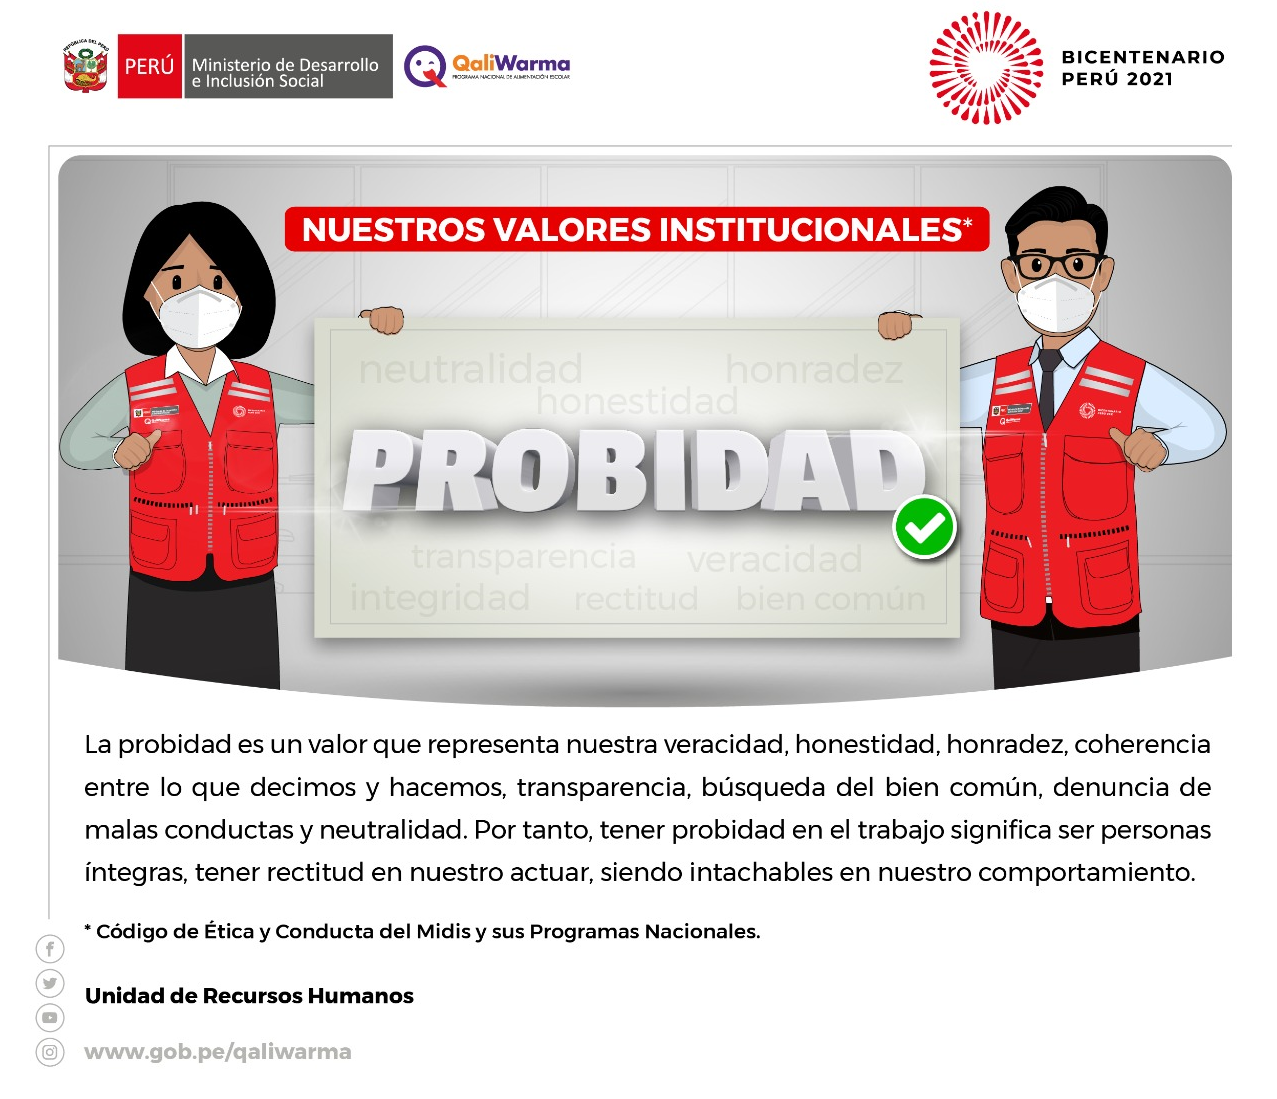 REPÚBLICA DEL PERÚ
PERÚ
Ministerio de Desarrollo
e Inclusión Social
QaliWarma
PROGRAMA NACIONAL DE ALIMENTACIÓN ESCOLAR
BICENTENARIO
PERÚ 2021
NUESTROS VALORES INSTITUCIONALES*
neutralidad honradez
honestidad
PROBIDAD
transparencia veracidad
integridad rectitud bien común
La probidad es un valor que representa nuestra veracidad, honestidad, honradez, coherencia
entre lo que decimos y hacemos, transparencia, búsqueda del bien común, denuncia de
malas conductas y neutralidad. Por tanto, tener probidad en el trabajo significa ser personas
íntegras, tener rectitud en nuestro actuar, siendo intachables en nuestro comportamiento.
* Código de Ética y Conducta del Midis y sus Programas Nacionales.
Unidad de Recursos Humanos
www.gob.pe/qaliwarma